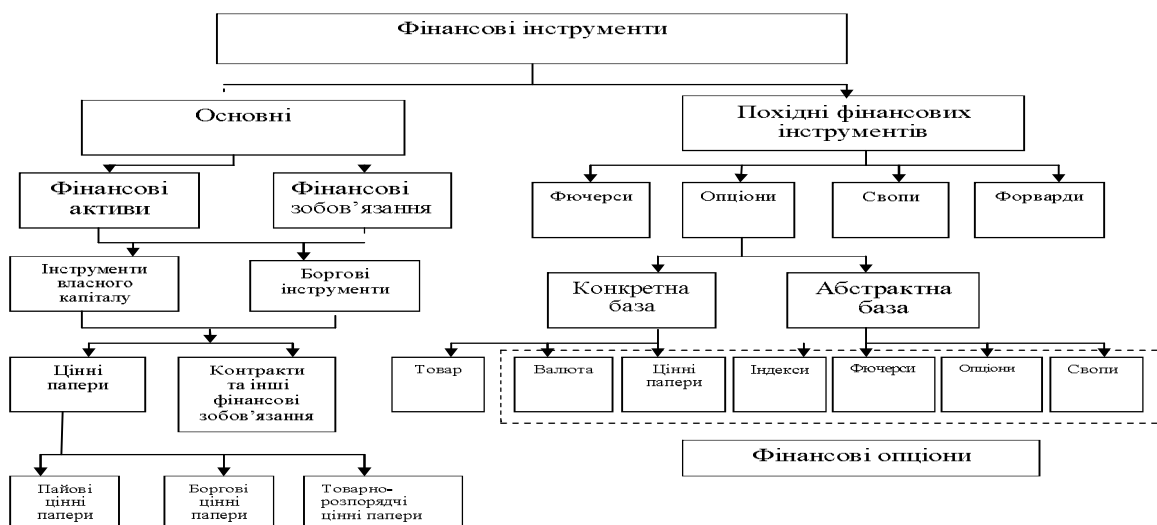 Фінансові інструменти
Основні
Похідні фінансових
інструментів
Фінансові
активи
Фінансові
зобов’язання
Фючерси
Опціони
Свопи
Форварди
Інструменти
власного
капіталу
Боргові
інструменти
Конкретна
база
Абстрактна
база
Цінні
папери
Контракти
та інші
фінансові
зобов’язання
Товар
Валюта
Цінні
папери
Індекси
Фючерси
Опціони
Свопи
Фінансові опціони
Пайові
цінні
папери
Боргові
цінні
папери
Товарно-
розпорядчі
цінні папери